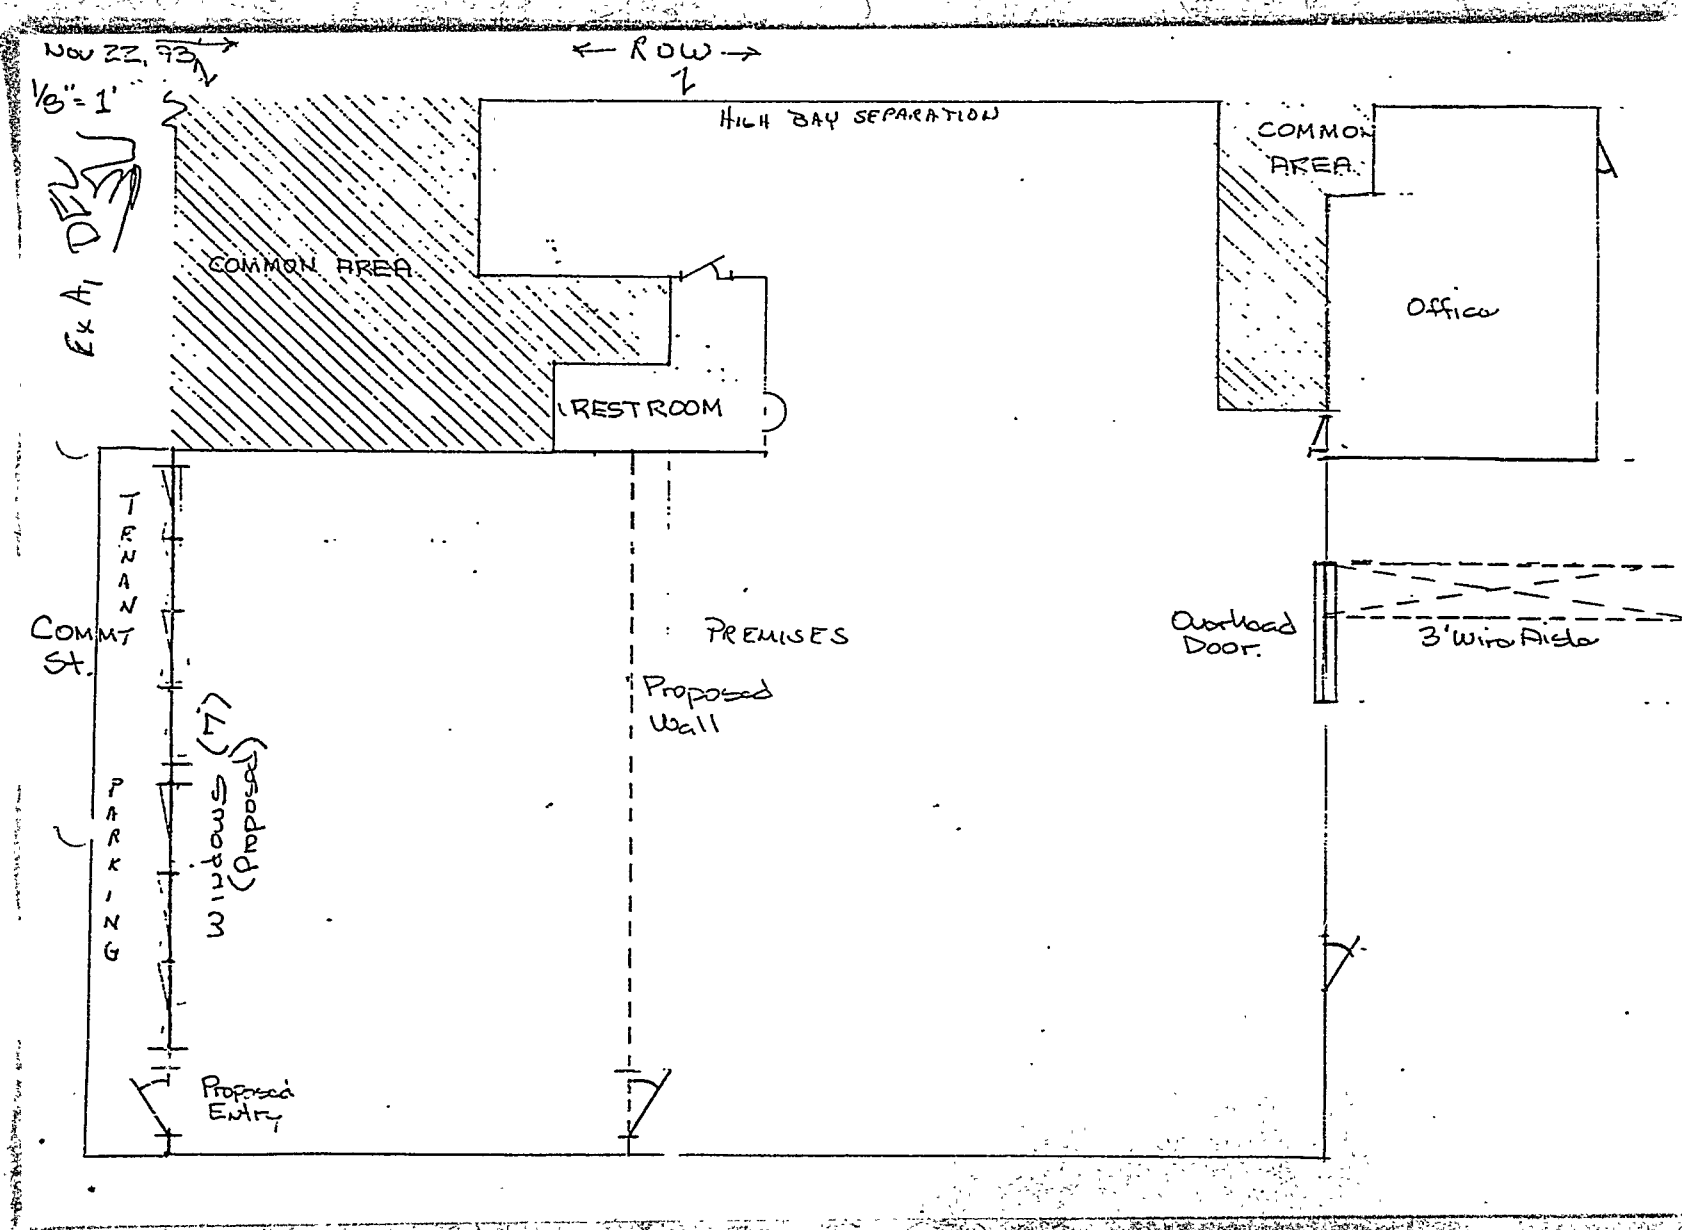 Nov 22, 93
1/8" = 1'
← ROW →
HIGH BAY SEPARATION
COMMON
AREA
Ex A,
COMMON AREA
Office
RESTROOM
TENANT
PARKING
COMM
St.
PREMISES
Proposed
Wall
Overhead
Door.
3' Wire Aisle
WINDOWS (7)
(Proposed)
Proposed
Entry